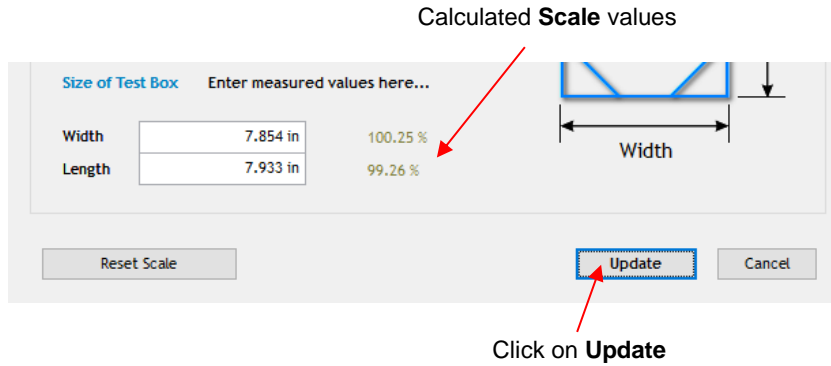 Calculated Scale values
Size of Test Box Enter measured values here...
Width 7.854 in 100.25 %
Length 7.933 in 99.26 %
Width
Reset Scale Update Cancel
Click on Update